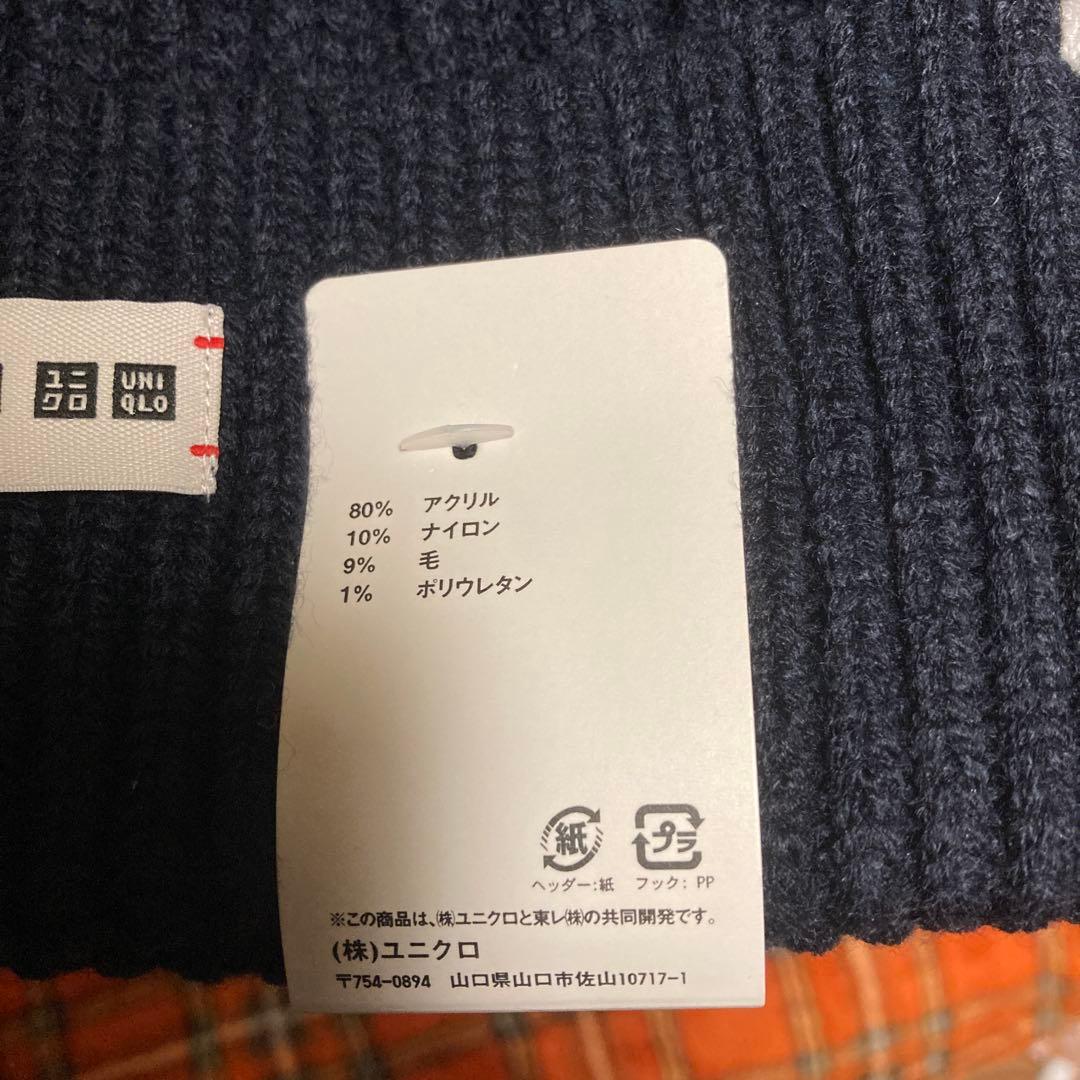 ユニ
クロ
UNI
QLO
80% アクリル
10% ナイロン
9% 毛
1% ポリウレタン
紙
プラ
ヘッダー:紙 フック: PP
※この商品は、㈱ユニクロと東レ㈱の共同開発です。
(株)ユニクロ
〒754-0894 山口県山口市佐山10717-1